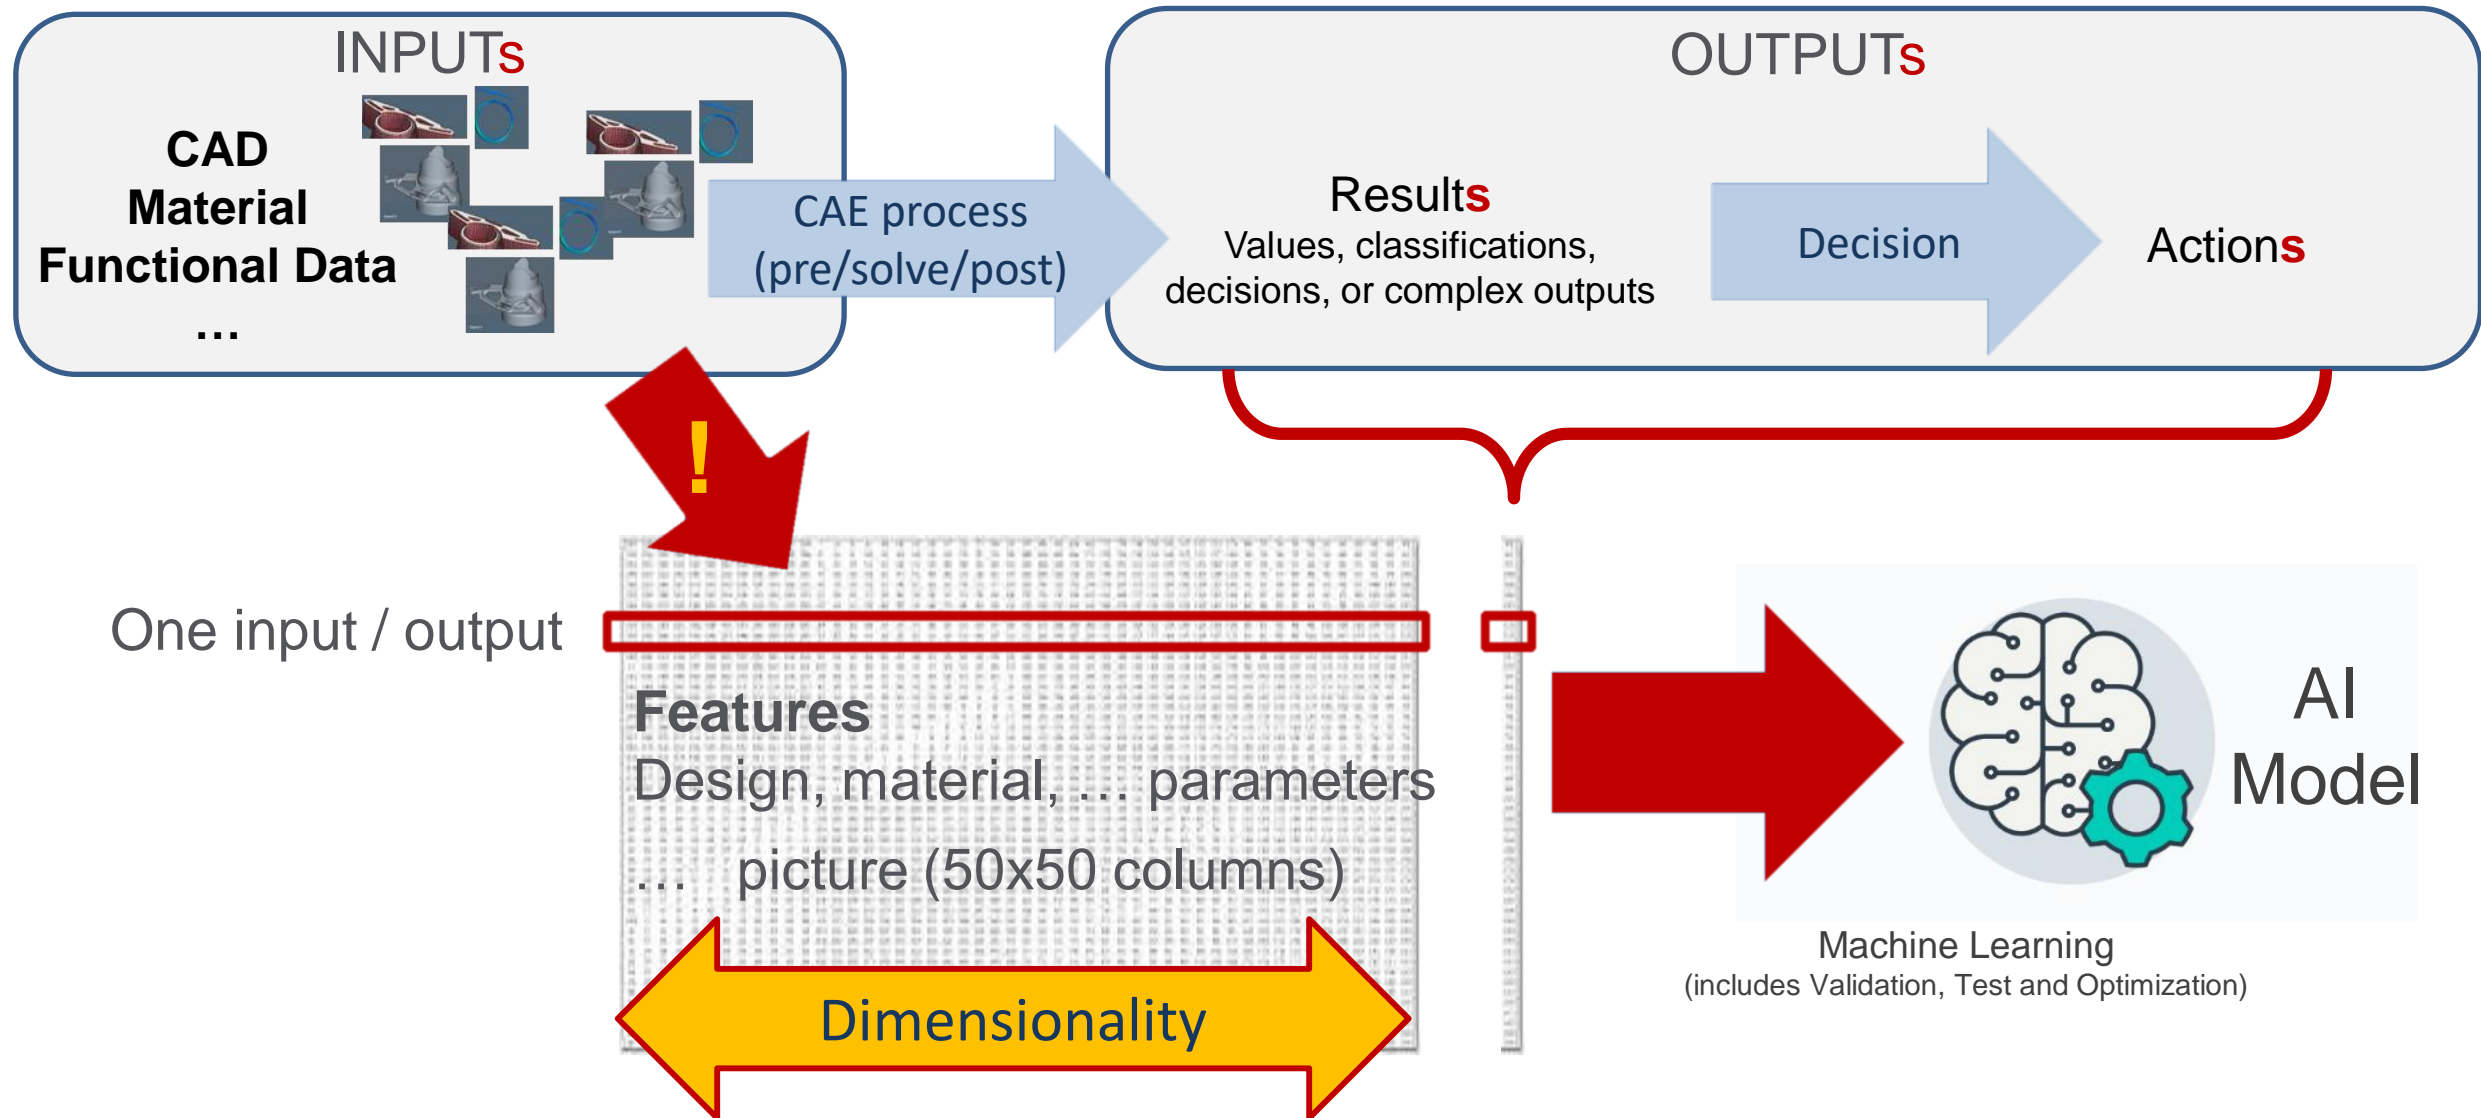 INPUTs
CAD
Material
Functional Data
…
CAE process
(pre/solve/post)
OUTPUTs
Results
Values, classifications,
decisions, or complex outputs
Decision
Actions
!
One input / output
Features
Design, material, … parameters
… picture (50x50 columns)
Dimensionality
AI
Model
Machine Learning
(includes Validation, Test and Optimization)